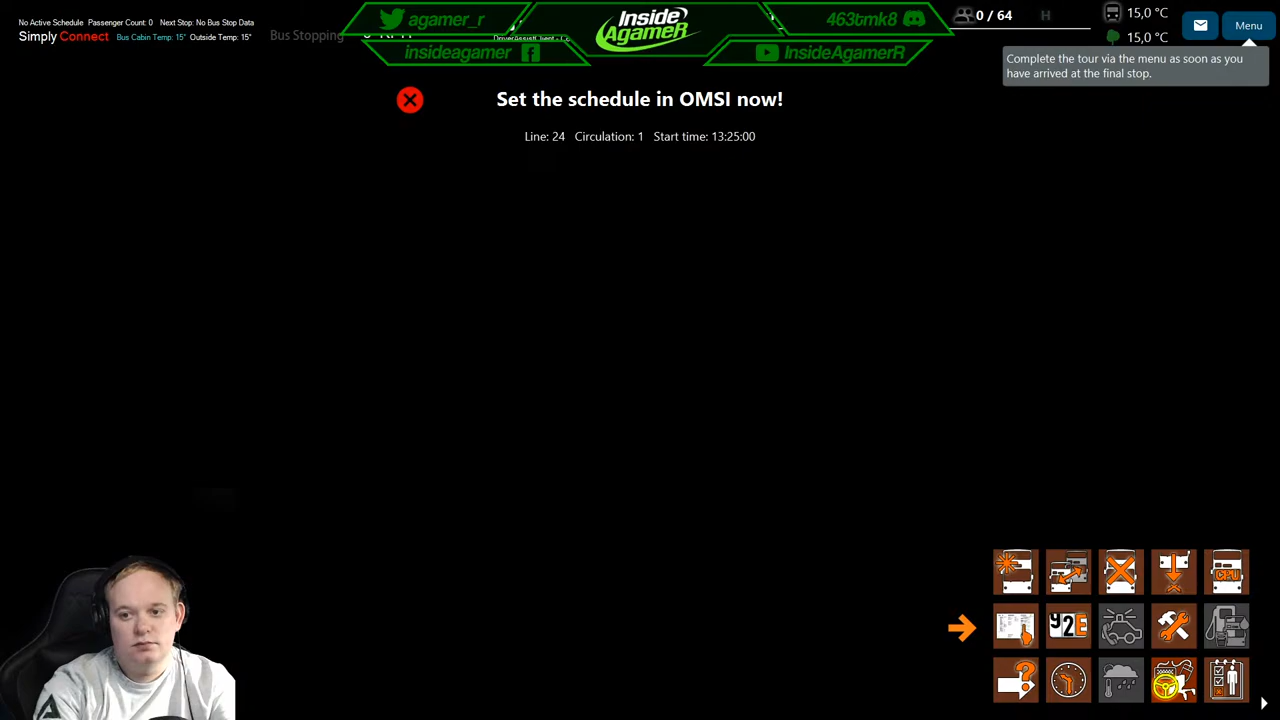 No Active Schedule Passenger Count: 0 Next Stop: No Bus Stop Data
Simply Connect Bus Cabin Temp: 15° Outside Temp: 15°
Bus Stopping
agamer_r
Inside
AgamerR
463tmk8
insideagamer
InsideAgamerR
0 / 64
H
15,0 °C
15,0 °C
Menu
Complete the tour via the menu as soon as you
have arrived at the final stop.
Set the schedule in OMSI now!
Line: 24 Circulation: 1 Start time: 13:25:00
CPU
92E
?